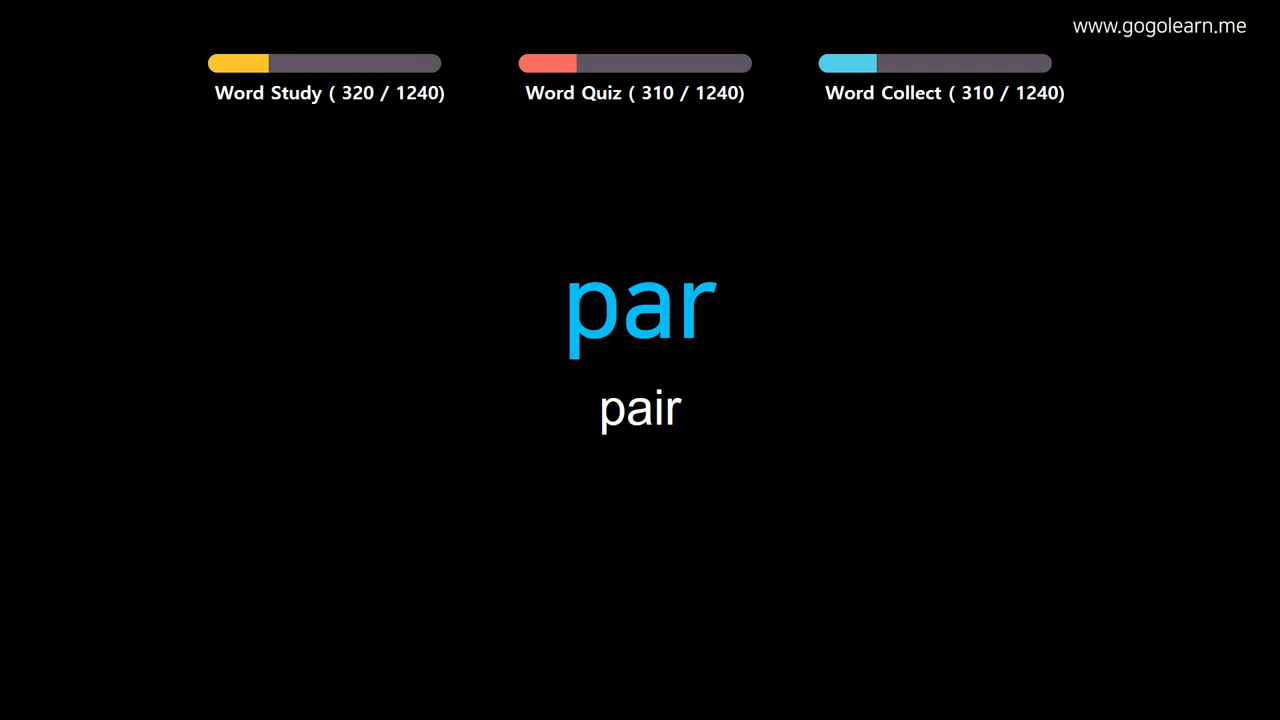 www.gogolearn.me
Word Study ( 320 / 1240)
Word Quiz ( 310 / 1240)
Word Collect ( 310 / 1240)
par
pair